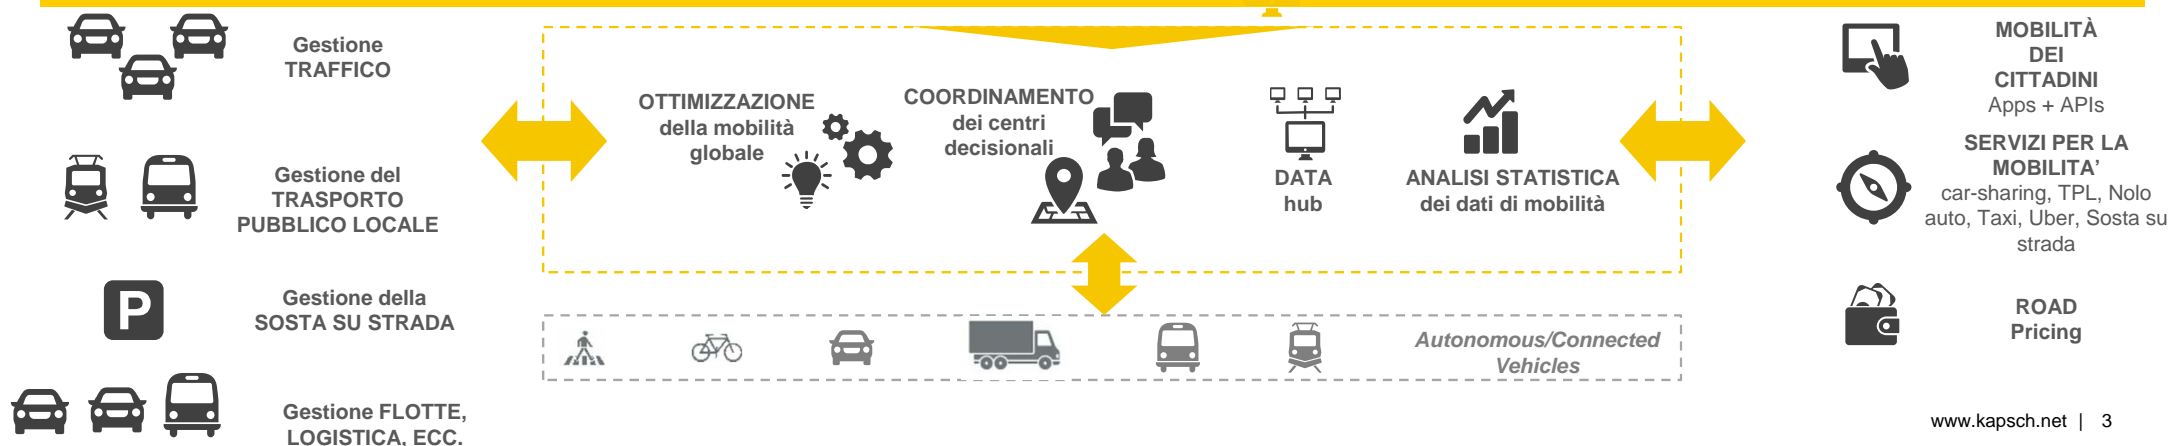 Gestione
TRAFFICO
Gestione del
TRASPORTO
PUBBLICO LOCALE
P
Gestione della
SOSTA SU STRADA
Gestione FLOTTE,
LOGISTICA, ECC.
OTTIMIZZAZIONE
della mobilità
globale
COORDINAMENTO
dei centri
decisionali
DATA
hub
ANALISI STATISTICA
dei dati di mobilità
Autonomous/Connected
Vehicles
MOBILITÀ
DEI
CITTADINI
Apps + APIs
SERVIZI PER LA
MOBILITA’
car-sharing, TPL, Nolo
auto, Taxi, Uber, Sosta su
strada
ROAD
Pricing
www.kapsch.net | 3